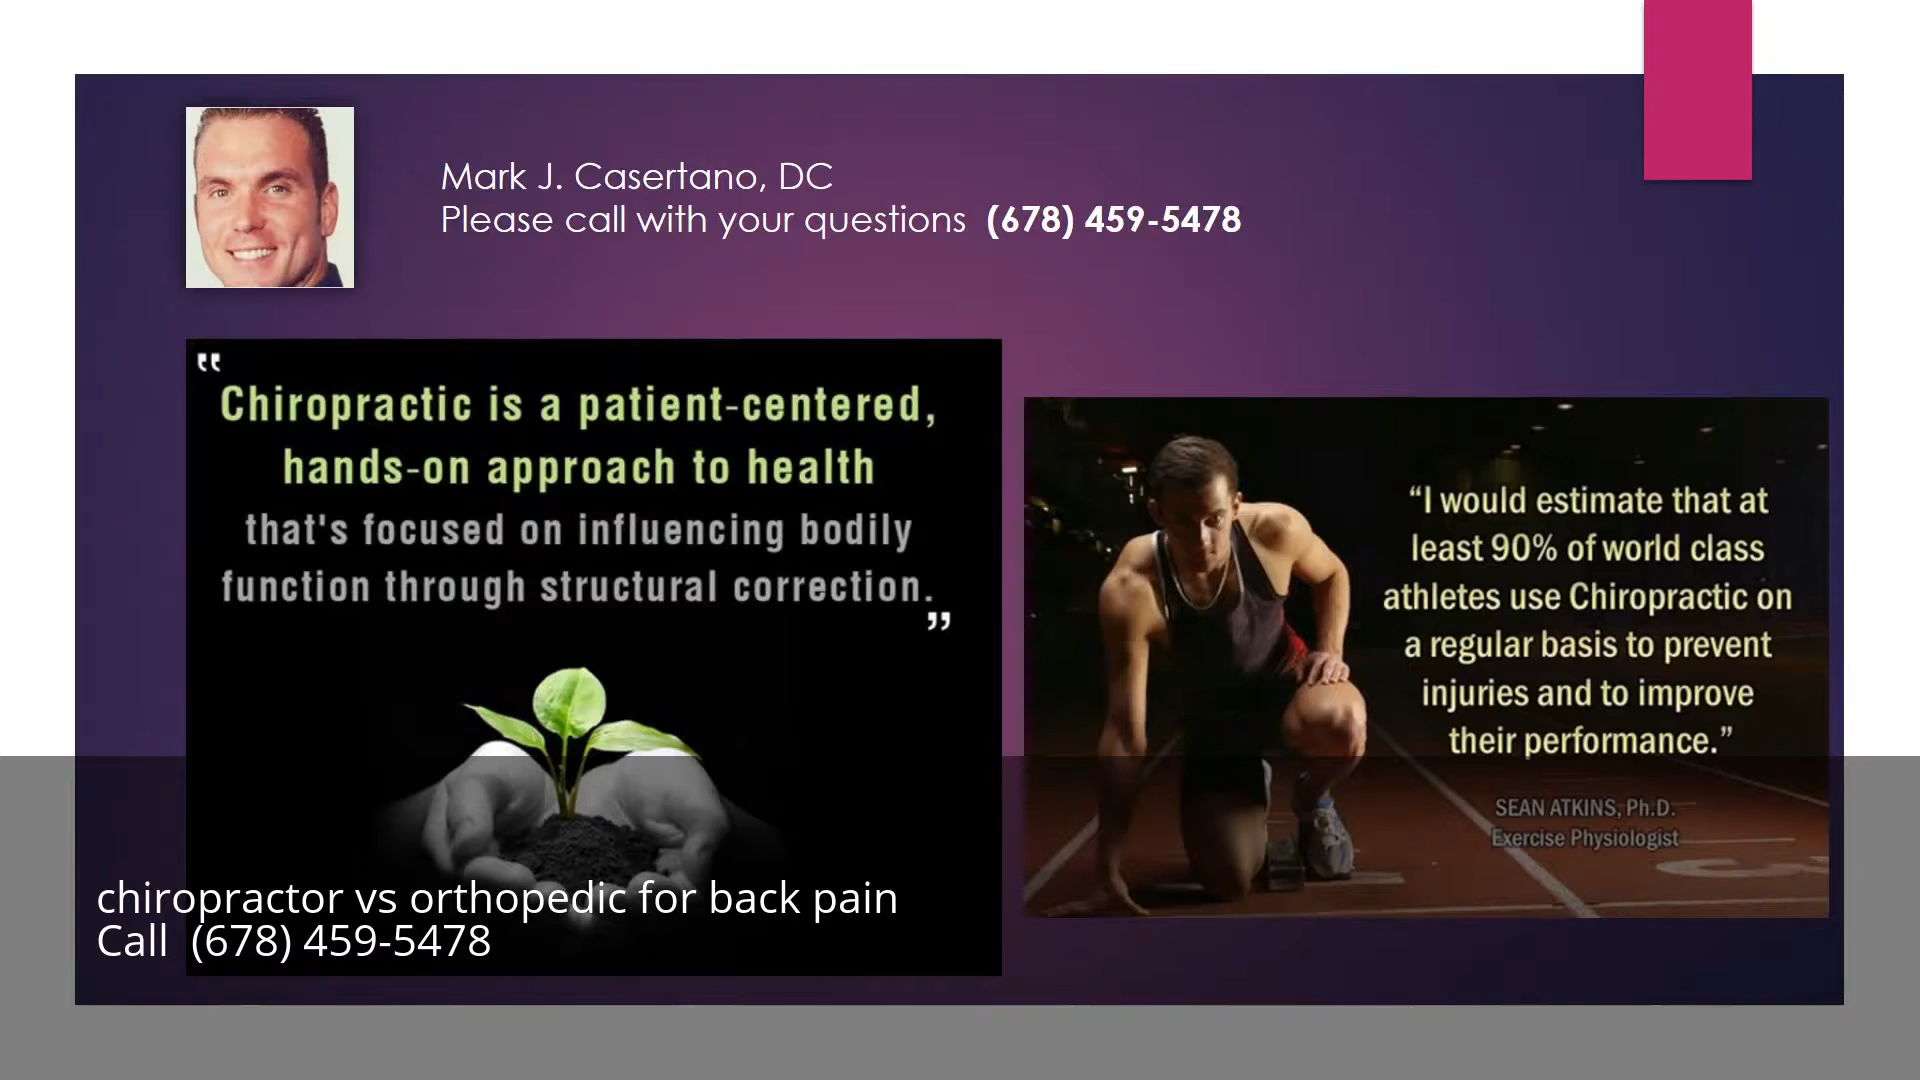 Mark J. Casertano, DC
Please call with your questions (678) 459-5478
"
Chiropractic is a patient-centered,
hands-on approach to health
that's focused on influencing bodily
function through structural correction.
"
“I would estimate that at
least 90% of world class
athletes use Chiropractic on
a regular basis to prevent
injuries and to improve
their performance.”
SEAN ATKINS, Ph.D.
Exercise Physiologist
chiropractor vs orthopedic for back pain
Call (678) 459-5478